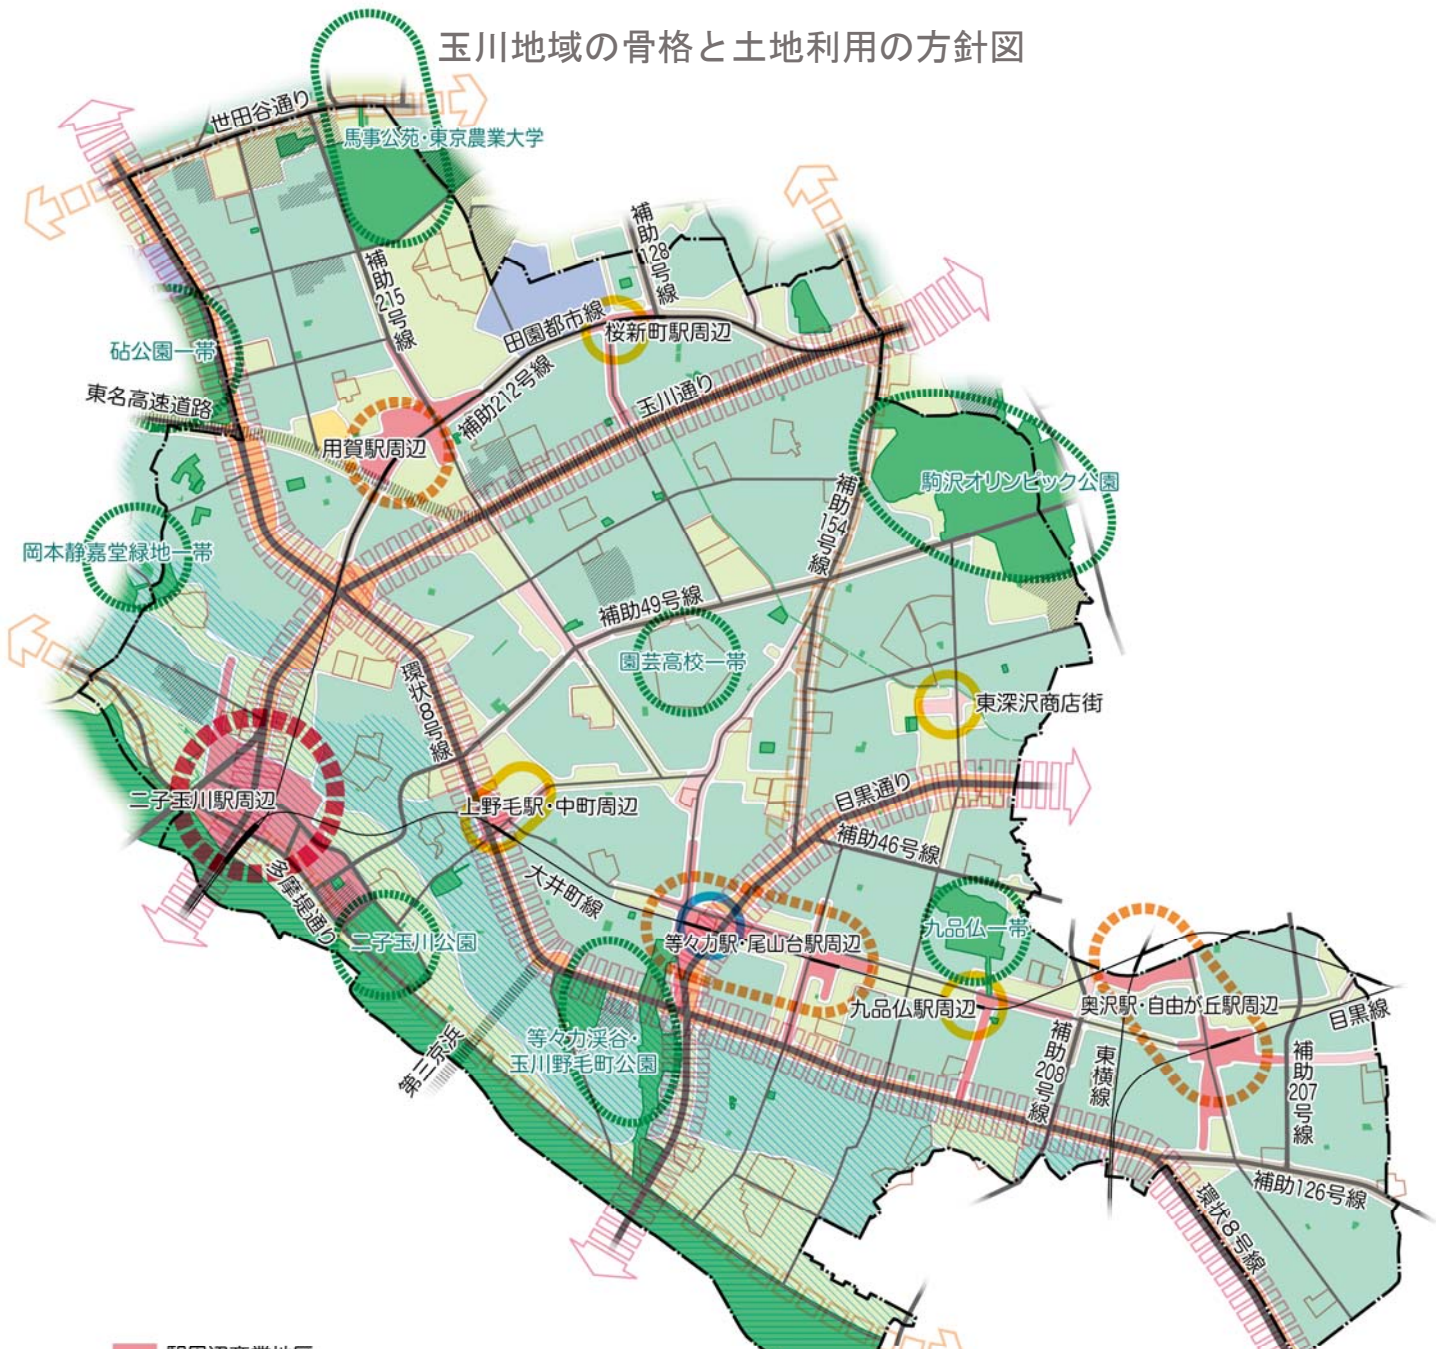 玉川地域の骨格と土地利用の方針図
世田谷通り
馬事公苑・東京農業大学
補助128号線
補助215号線
田園都市線
桜新町駅周辺
砧公園一帯
補助212号線
玉川通り
東名高速道路
用賀駅周辺
駒沢オリンピック公園
補助154号線
岡本静嘉堂緑地一帯
補助49号線
園芸高校一帯
環状8号線
東深沢商店街
二子玉川駅周辺
上野毛駅・中町周辺
目黒通り
補助46号線
大井町線
多摩堤通り
二子玉川公園
等々力駅・尾山台駅周辺
九品仏一帯
九品仏駅周辺
奥沢駅・自由が丘駅周辺
目黒線
第三京浜
等々力渓谷・
玉川野毛町公園
補助208号線
東横線
補助207号線
補助126号線
環状8号線
駅周辺商業地区